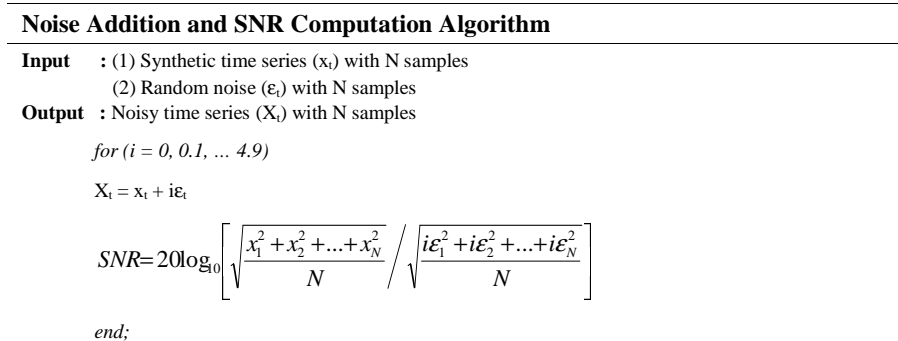 Noise Addition and SNR Computation Algorithm
Input : (1) Synthetic time series (xₜ) with N samples
(2) Random noise (εₜ) with N samples
Output : Noisy time series (Xₜ) with N samples
for (i = 0, 0.1, ... 4.9)
Xₜ = xₜ + iεₜ
SNR=20log₁₀[√((x₁²+x₂²+...+x_N²)/N) / √((iε₁²+iε₂²+...+iε_N²)/N)]
end;